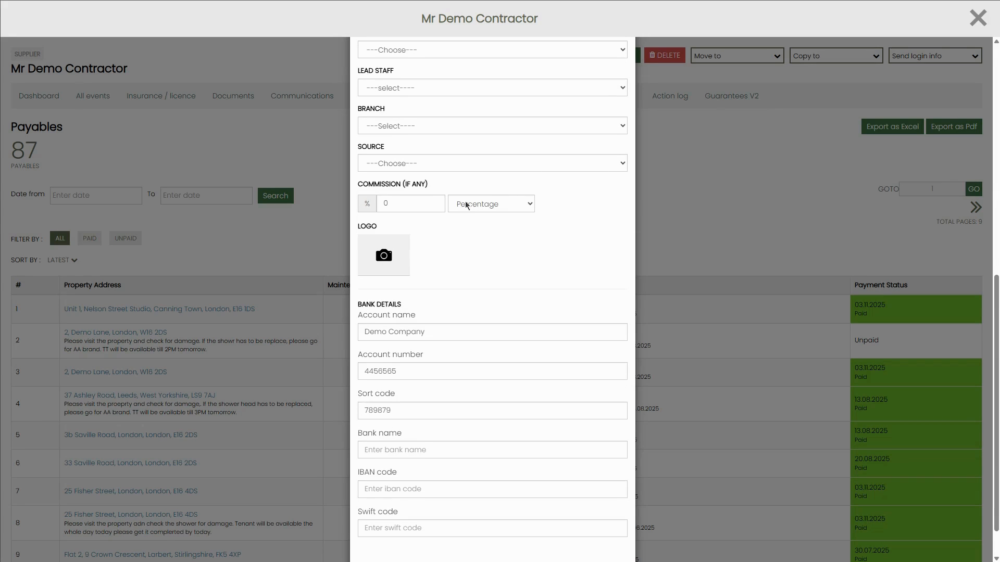 Mr Demo Contractor
SUPPLIER
Mr Demo Contractor
DELETE
Move to
Copy to
Send login info
Dashboard
All events
Insurance / licence
Documents
Communications
Action log
Guarantees V2
Payables
87
PAYABLES
Export as Excel
Export as Pdf
Date from
Enter date
To
Enter date
Search
GOTO
1
GO
TOTAL PAGES: 9
FILTER BY :
ALL
PAID
UNPAID
SORT BY :
LATEST
#
Property Address
Payment Status
1
Unit 1, Nelson Street Studio, Canning Town, London, E16 1DS
03.11.2025
Paid
2
2, Demo Lane, London, W16 2DS
Please visit the property and check for damage. If the showr has to be replace, please go
for AA brand. TT will be available till 2PM tomorrow.
Unpaid
3
2, Demo Lane, London, W16 2DS
03.11.2025
Paid
4
37 Ashley Road, Leeds, West Yorkshire, LS9 7AJ
Please visit the proeprty and check for damage,. If the shower head has to be replaced,
please go for AA brand. TT will be available till 3PM tomorrow.
.08.2025
13.08.2025
Paid
5
3b Saville Road, London, London, E16 2DS
13.08.2025
Paid
6
33 Saville Road, London, London, E16 2DS
20.08.2025
Paid
7
25 Fisher Street, London, London, E16 4DS
03.11.2025
Paid
8
25 Fisher Street, London, London, E16 4DS
Please visit the property adn check the shower for damage. Tenant will be available the
whole day today please get it complerted by today.
03.11.2025
Paid
9
Flat 2, 9 Crown Crescent, Larbert, Stirlingshire, FK5 4XP
30.07.2025
Paid
---Choose---
LEAD STAFF
---select----
BRANCH
---Select----
SOURCE
---Choose---
COMMISSION (IF ANY)
%
0
Percentage
LOGO
BANK DETAILS
Account name
Demo Company
Account number
4456565
Sort code
789879
Bank name
Enter bank name
IBAN code
Enter iban code
Swift code
Enter swift code